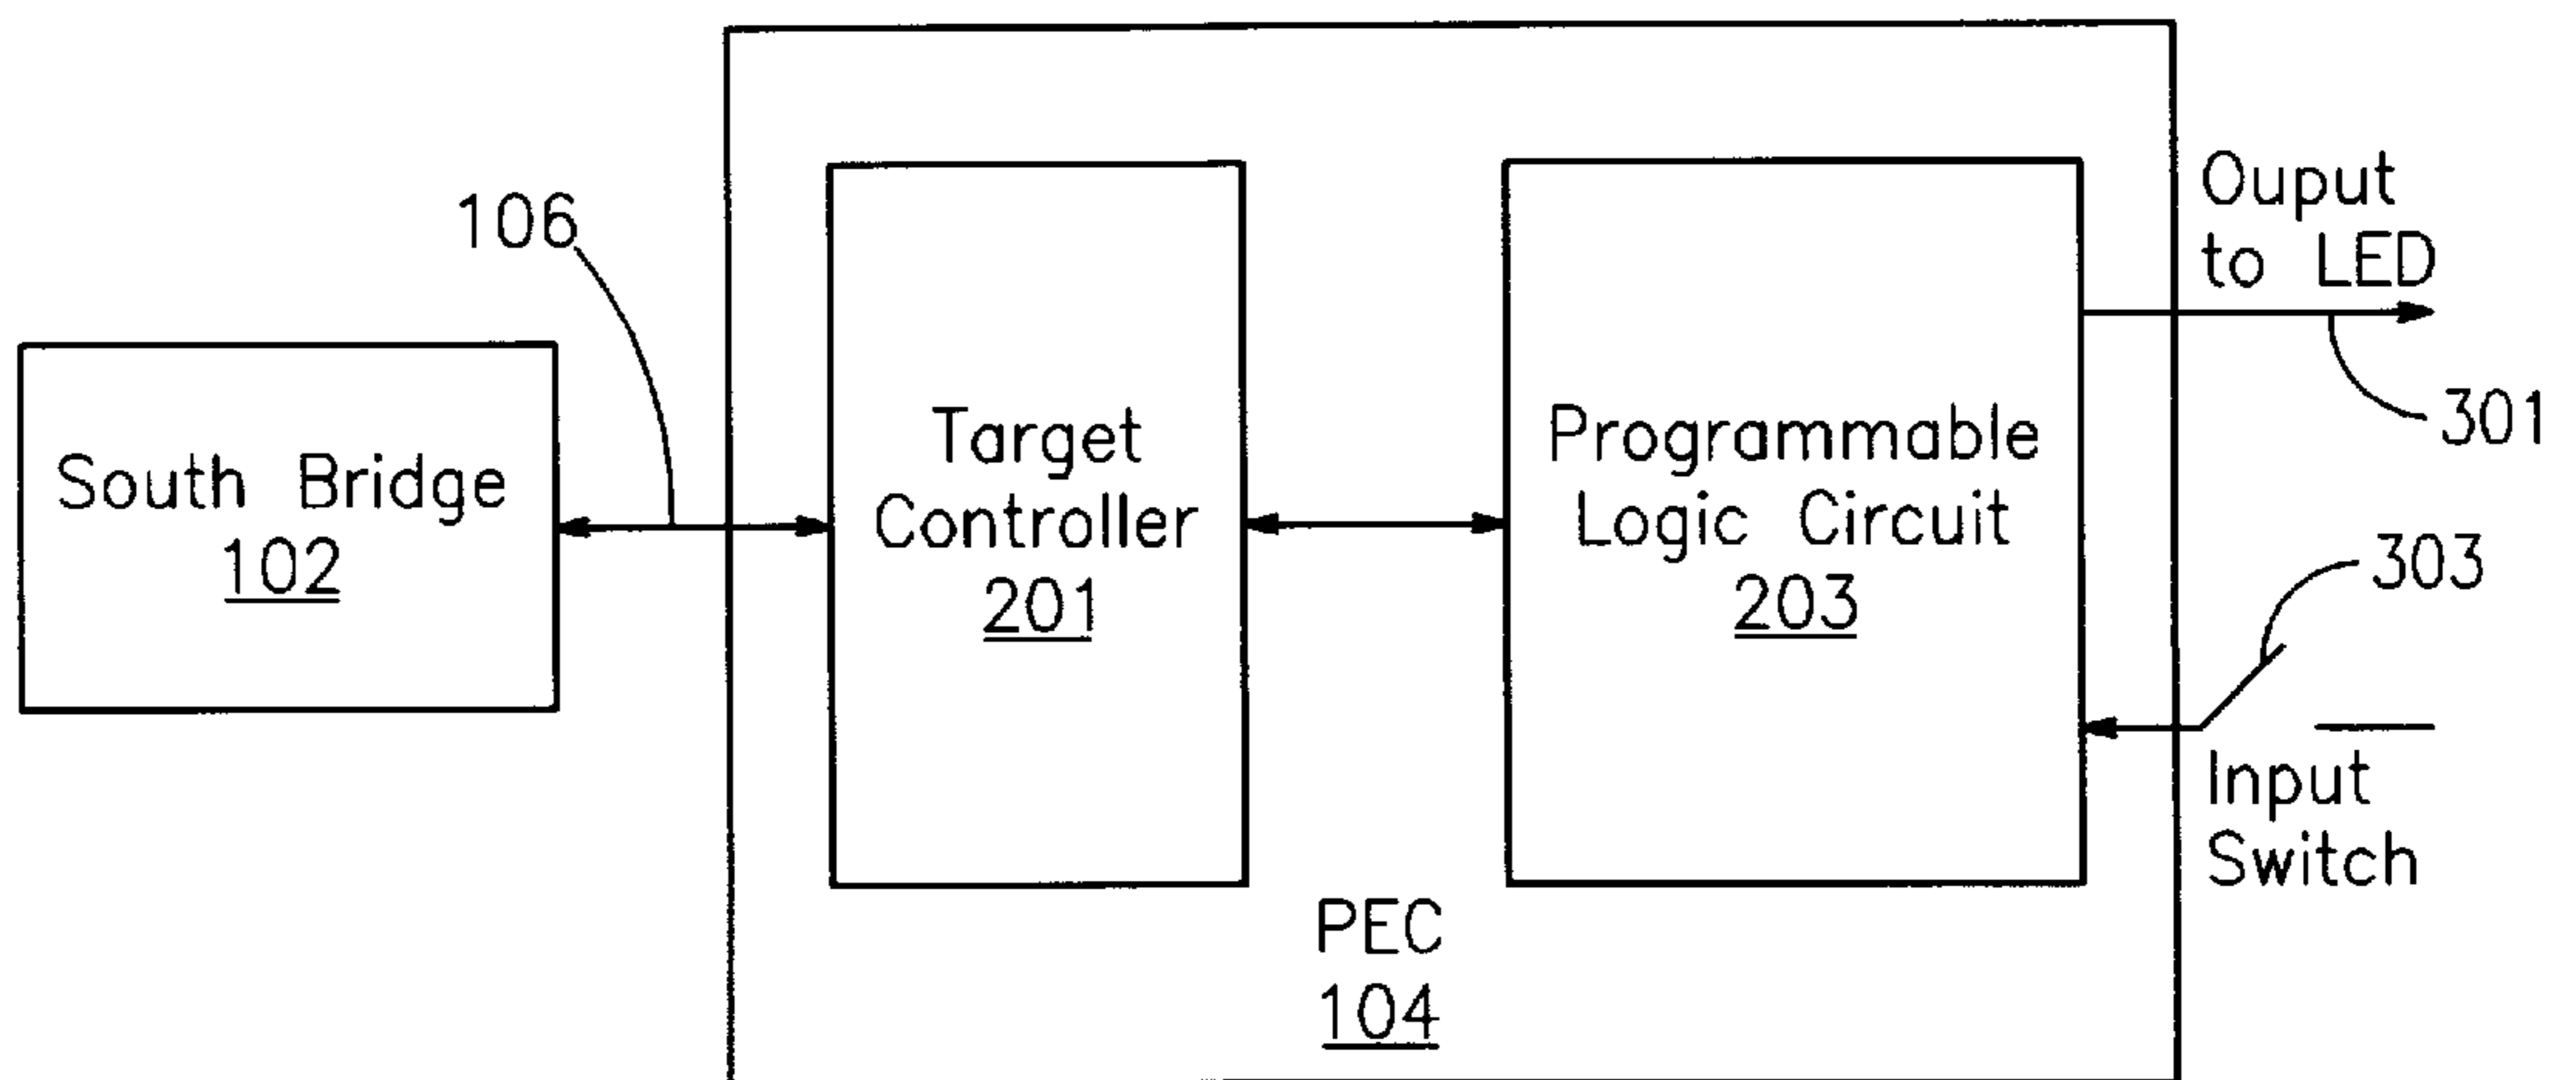 106
South Bridge
102
Target
Controller
201
Programmable
Logic Circuit
203
Ouput
to LED
301
303
Input
Switch
PEC
104